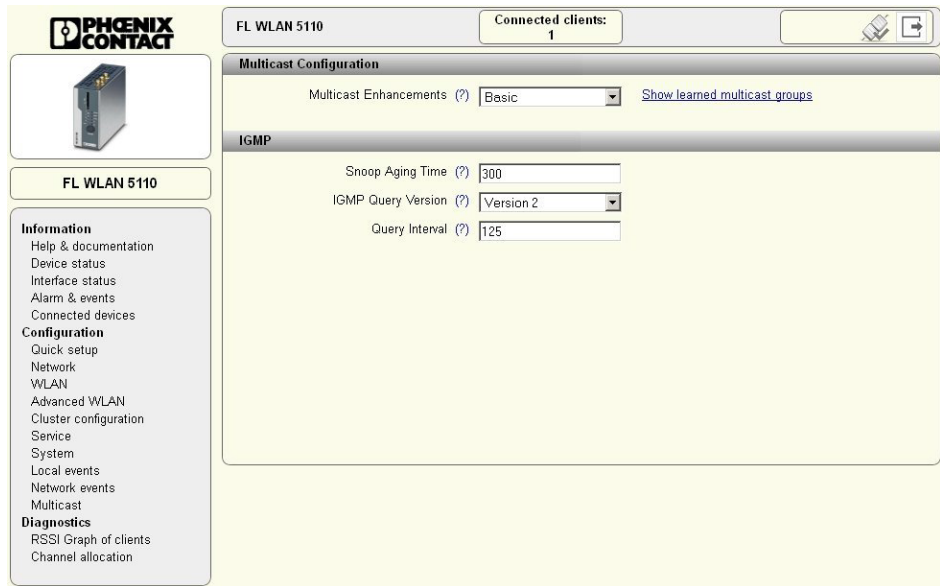 PHŒNIX
CONTACT
FL WLAN 5110
Connected clients:
1
FL WLAN 5110
Information
Help & documentation
Device status
Interface status
Alarm & events
Connected devices
Configuration
Quick setup
Network
WLAN
Advanced WLAN
Cluster configuration
Service
System
Local events
Network events
Multicast
Diagnostics
RSSI Graph of clients
Channel allocation
Multicast Configuration
Multicast Enhancements (?) Basic Show learned multicast groups
IGMP
Snoop Aging Time (?) 300
IGMP Query Version (?) Version 2
Query Interval (?) 125